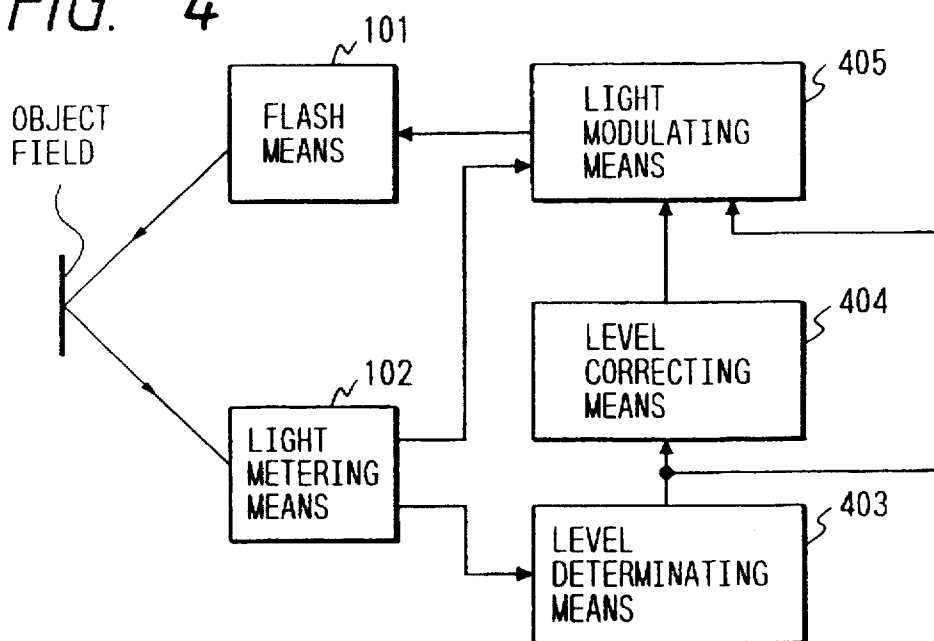 FIG. 4
101
405
OBJECT
FIELD
FLASH
MEANS
LIGHT
MODULATING
MEANS
404
LEVEL
CORRECTING
MEANS
102
LIGHT
METERING
MEANS
403
LEVEL
DETERMINATING
MEANS